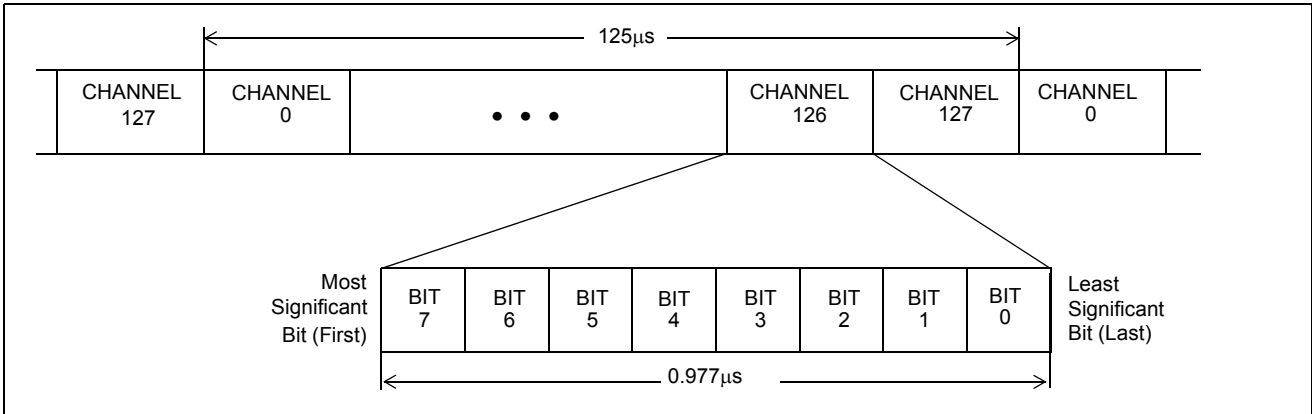 125µs
CHANNEL 127
CHANNEL 0
• • •
CHANNEL 126
CHANNEL 127
CHANNEL 0
Most
Significant
Bit (First)
BIT 7
BIT 6
BIT 5
BIT 4
BIT 3
BIT 2
BIT 1
BIT 0
Least
Significant
Bit (Last)
0.977µs